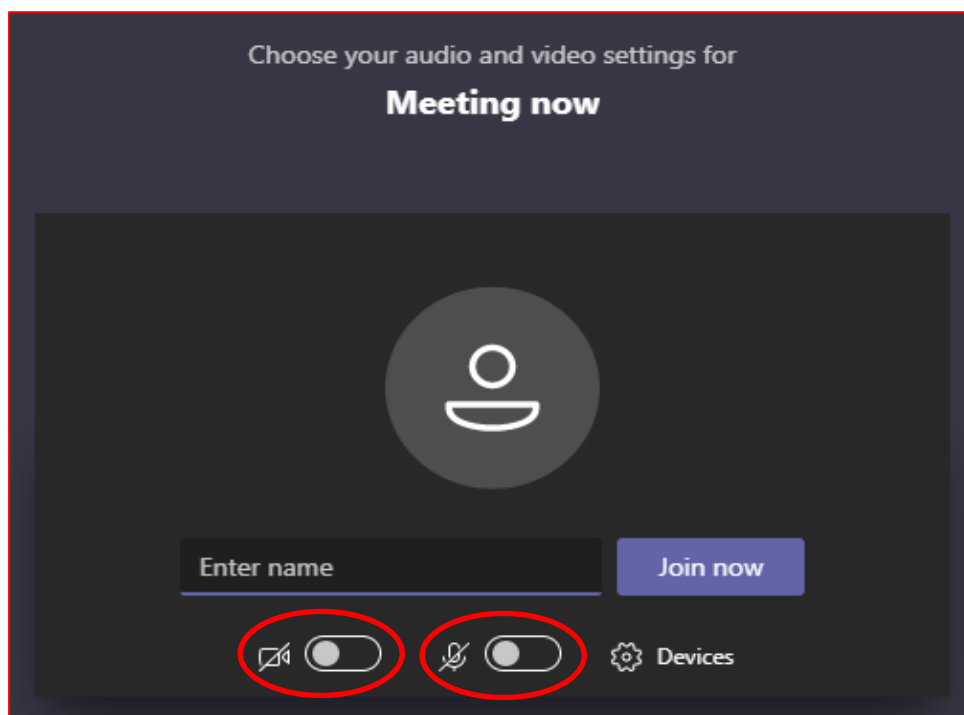 Choose your audio and video settings for
Meeting now
Enter name
Join now
Devices